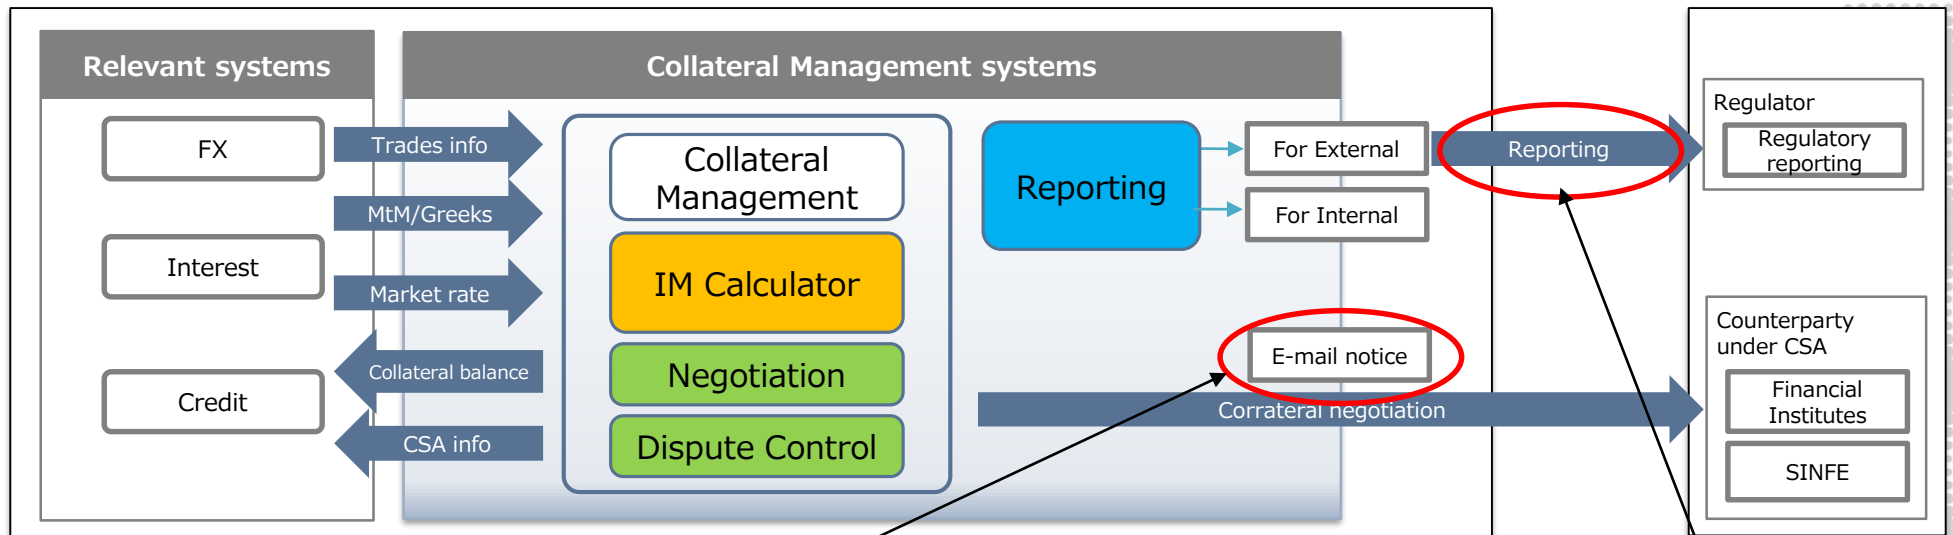 Relevant systems
FX
Interest
Credit
Trades info
MtM/Greeks
Market rate
Collateral balance
CSA info
Collateral Management systems
Collateral
Management
IM Calculator
Negotiation
Dispute Control
Reporting
For External
For Internal
E-mail notice
Corrateral negotiation
Reporting
Regulator
Regulatory
reporting
Counterparty
under CSA
Financial
Institutes
SINFE